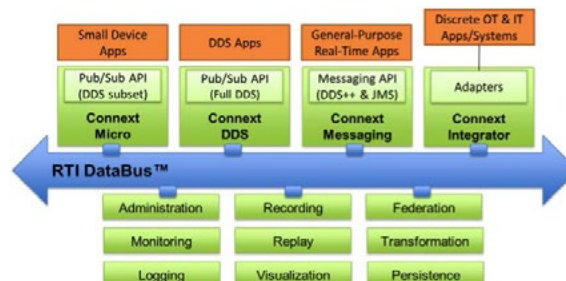 Small Device
Apps
DDS Apps
General-Purpose
Real-Time Apps
Discrete OT & IT
Apps/Systems
Pub/Sub API
(DDS subset)
Connext
Micro
Pub/Sub API
(Full DDS)
Connext
DDS
Messaging API
(DDS++ & JMS)
Connext
Messaging
Adapters
Connext
Integrator
RTI DataBus™
Administration
Recording
Federation
Monitoring
Replay
Transformation
Logging
Visualization
Persistence